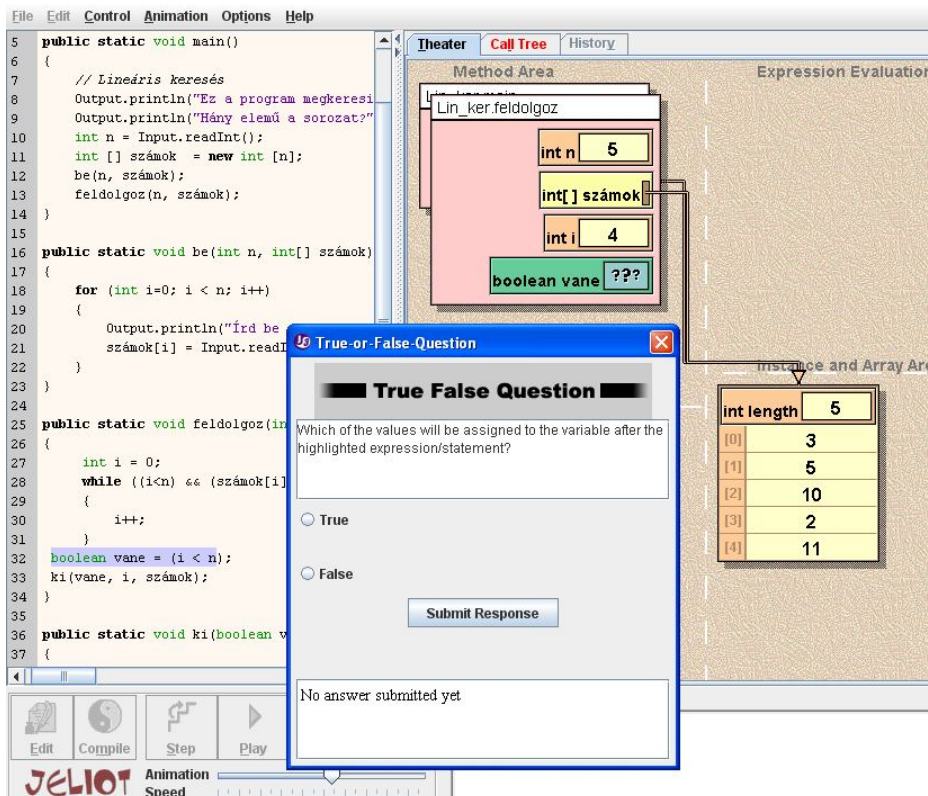 File Edit Control Animation Options Help
5 public static void main()
6 {
7 // Lineáris keresés
8 Output.println("Ez a program megkeresi
9 Output.println("Hány elemű a sorozat?"
10 int n = Input.readInt();
11 int [] számok = new int [n];
12 be(n, számok);
13 feldolgoz(n, számok);
14 }
15
16 public static void be(int n, int[] számok)
17 {
18 for (int i=0; i < n; i++)
19 {
20 Output.println("Írd be
21 számok[i] = Input.readI
22 }
23 }
24
25 public static void feldolgoz(in
26 {
27 int i = 0;
28 while ((i<n) && (számok[i]
29 {
30 i++;
31 }
32 boolean vane = (i < n);
33 ki(vane, i, számok);
34 }
35
36 public static void ki(boolean v
37 {
Theater Call Tree History
Method Area
Expression Evaluation
Lin_ker.feldolgoz
int n 5
int[ ] számok
int i 4
boolean vane ???
Instance and Array Are
int length 5
[0] 3
[1] 5
[2] 10
[3] 2
[4] 11
True-or-False-Question
True False Question
Which of the values will be assigned to the variable after the
highlighted expression/statement?
True
False
Submit Response
No answer submitted yet
Edit Compile Step Play
JELIOT
Animation
Speed